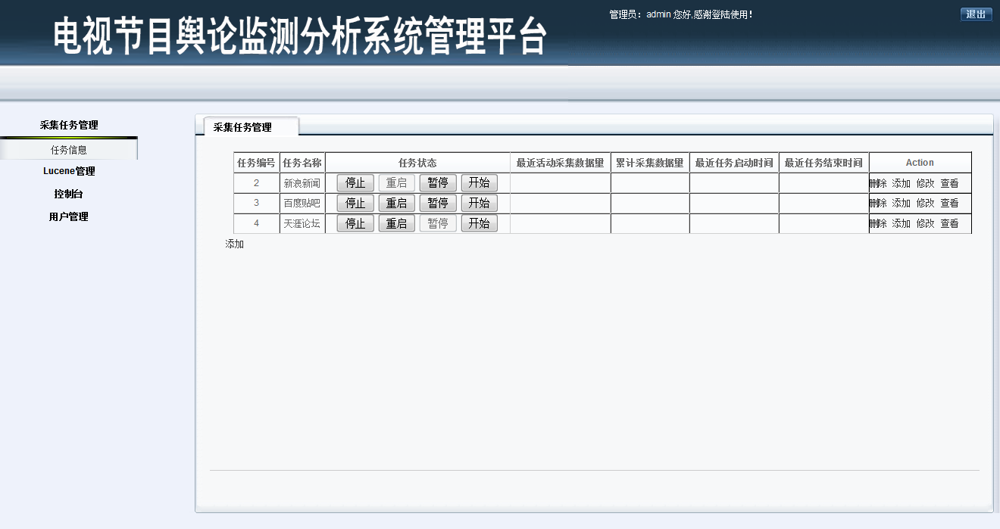 电视节目舆论监测分析系统管理平台
管理员：admin 您好,感谢登陆使用！
退出
采集任务管理
任务信息
Lucene管理
控制台
用户管理
采集任务管理
任务编号 任务名称 任务状态 最近活动采集数据量 累计采集数据量 最近任务启动时间 最近任务结束时间 Action
2 新浪新闻 停止 重启 暂停 开始 删除 添加 修改 查看
3 百度贴吧 停止 重启 暂停 开始 删除 添加 修改 查看
4 天涯论坛 停止 重启 暂停 开始 删除 添加 修改 查看
添加